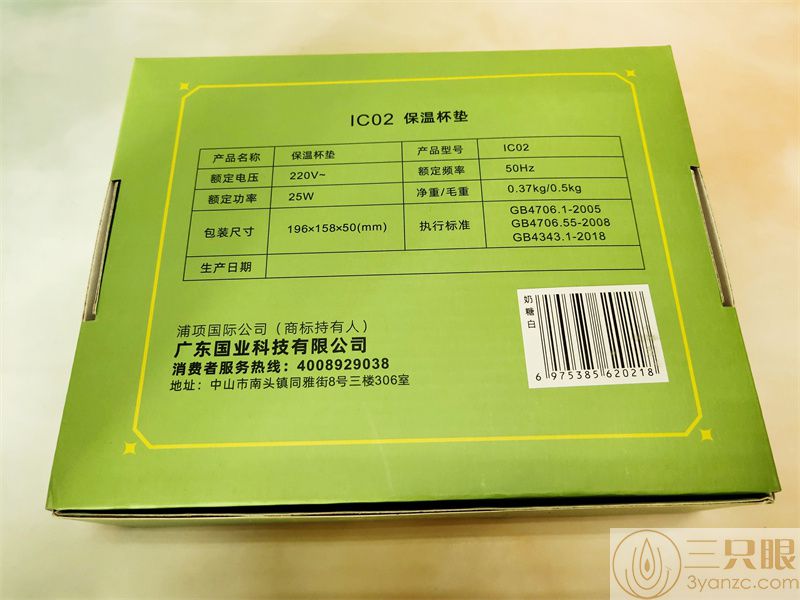 IC02 保温杯垫
产品名称 保温杯垫 产品型号 IC02
额定电压 220V~ 额定频率 50Hz
额定功率 25W 净重/毛重 0.37kg/0.5kg
包装尺寸 196×158×50(mm) 执行标准 GB4706.1-2005
GB4706.55-2008
GB4343.1-2018
生产日期
浦项国际公司（商标持有人）
广东国业科技有限公司
消费者服务热线：4008929038
地址：中山市南头镇同雅街8号三楼306室
奶糖白
6 975385 620218
三只眼
3yanzc.com